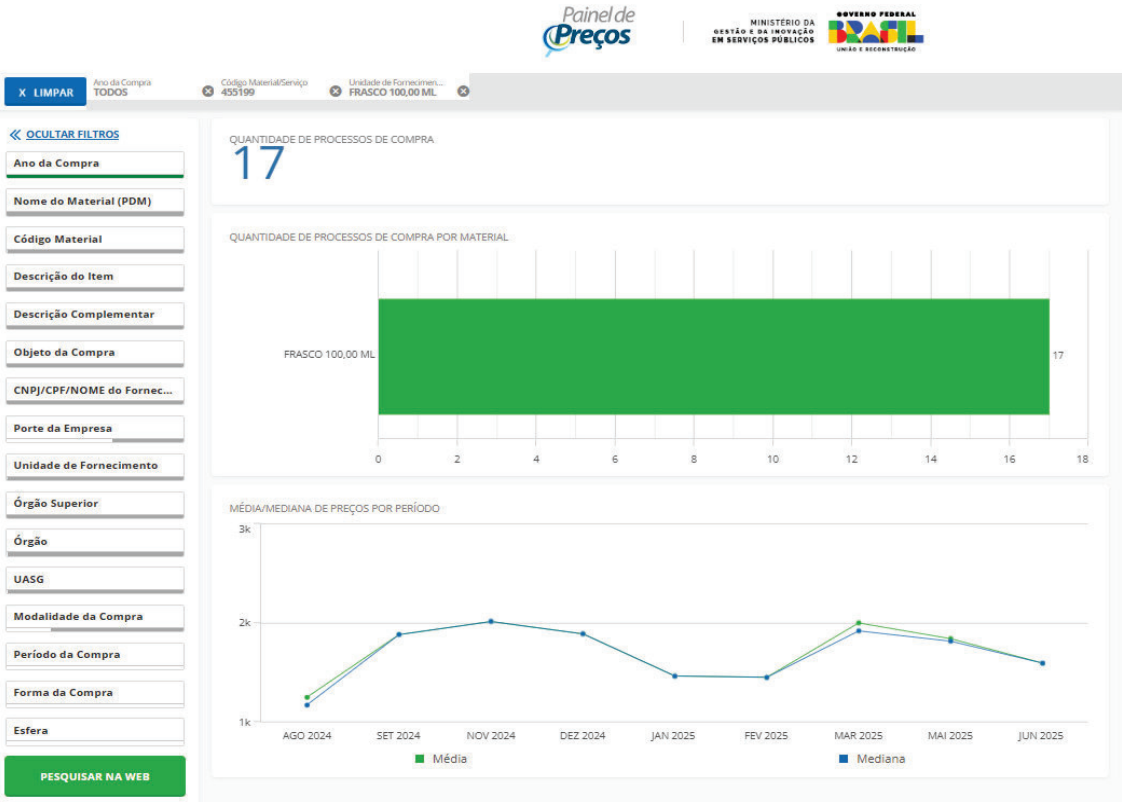 Painel de
Preços
MINISTÉRIO DA
GESTÃO E DA INOVAÇÃO
EM SERVIÇOS PÚBLICOS
GOVERNO FEDERAL
BRASIL
UNIÃO E RECONSTRUÇÃO
X LIMPAR
Ano da Compra
TODOS
Código Material/Serviço
455199
Unidade de Fornecimen...
FRASCO 100,00 ML
OCULTAR FILTROS
Ano da Compra
Nome do Material (PDM)
Código Material
Descrição do Item
Descrição Complementar
Objeto da Compra
CNPJ/CPF/NOME do Fornec...
Porte da Empresa
Unidade de Fornecimento
Órgão Superior
Órgão
UASG
Modalidade da Compra
Período da Compra
Forma da Compra
Esfera
PESQUISAR NA WEB
QUANTIDADE DE PROCESSOS DE COMPRA
17
QUANTIDADE DE PROCESSOS DE COMPRA POR MATERIAL
FRASCO 100,00 ML
17
0 2 4 6 8 10 12 14 16 18
MÉDIA/MEDIANA DE PREÇOS POR PERÍODO
3k
2k
1k
AGO 2024 SET 2024 NOV 2024 DEZ 2024 JAN 2025 FEV 2025 MAR 2025 MAI 2025 JUN 2025
Média Mediana